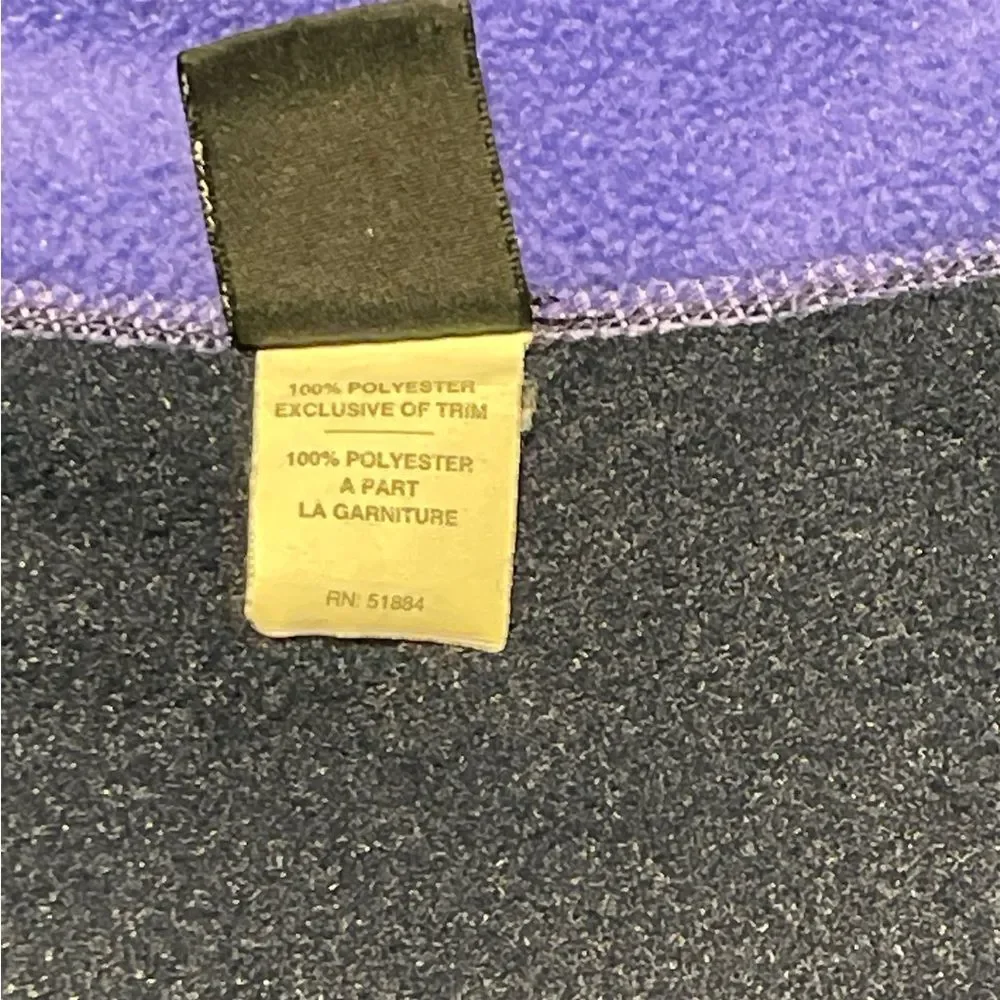 100% POLYESTER
EXCLUSIVE OF TRIM
100% POLYESTER
A PART
LA GARNITURE
RN: 51884